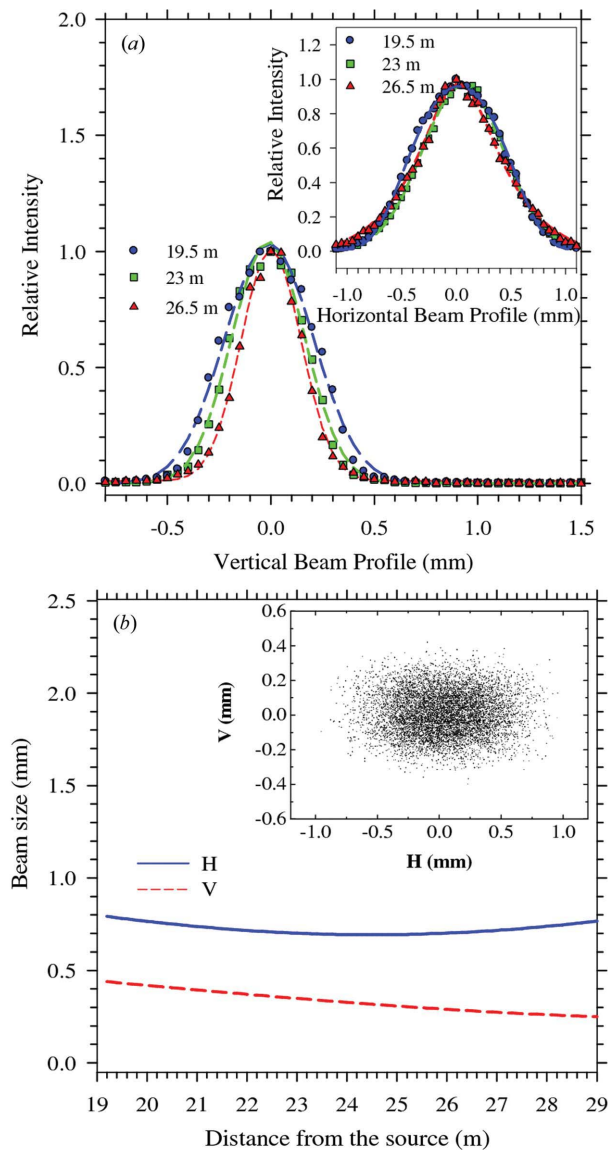 (a)
2.0
1.5
1.0
0.5
0.0
Relative Intensity
19.5 m
23 m
26.5 m
-0.5 0.0 0.5 1.0 1.5
Vertical Beam Profile (mm)
1.2
1.0
0.8
0.6
0.4
0.2
0.0
Relative Intensity
19.5 m
23 m
26.5 m
-1.0 -0.5 0.0 0.5 1.0
Horizontal Beam Profile (mm)
(b)
2.5
2.0
1.5
1.0
0.5
0.0
Beam size (mm)
0.6
0.4
0.2
0.0
-0.2
-0.4
-0.6
V (mm)
-1.0 -0.5 0.0 0.5 1.0
H (mm)
H
V
19 20 21 22 23 24 25 26 27 28 29
Distance from the source (m)